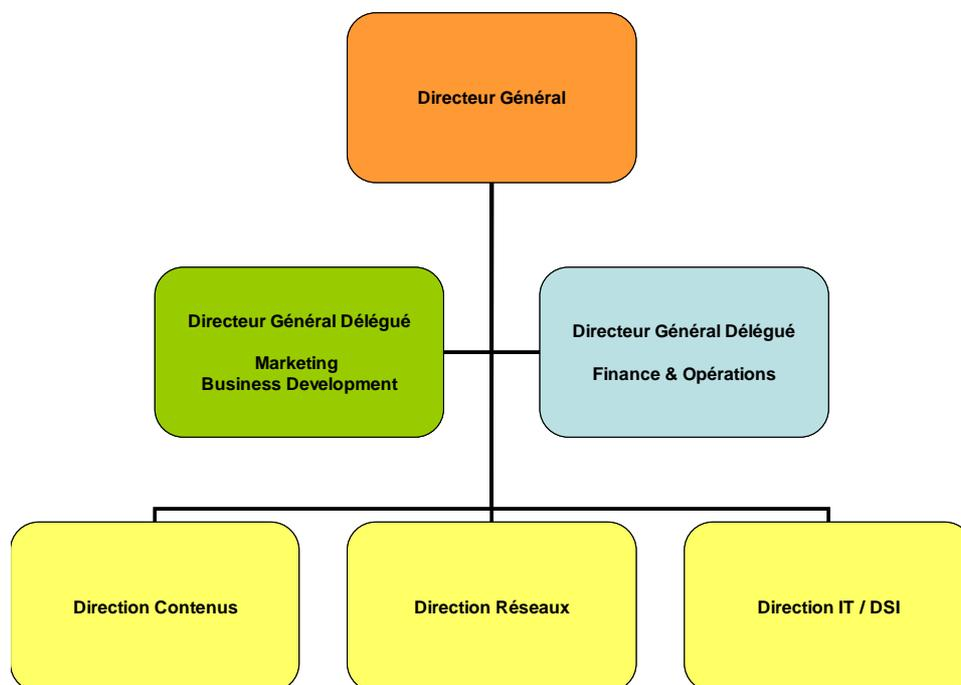 Directeur Général
Directeur Général Délégué
Marketing
Business Development
Directeur Général Délégué
Finance & Opérations
Direction Contenus
Direction Réseaux
Direction IT / DSI